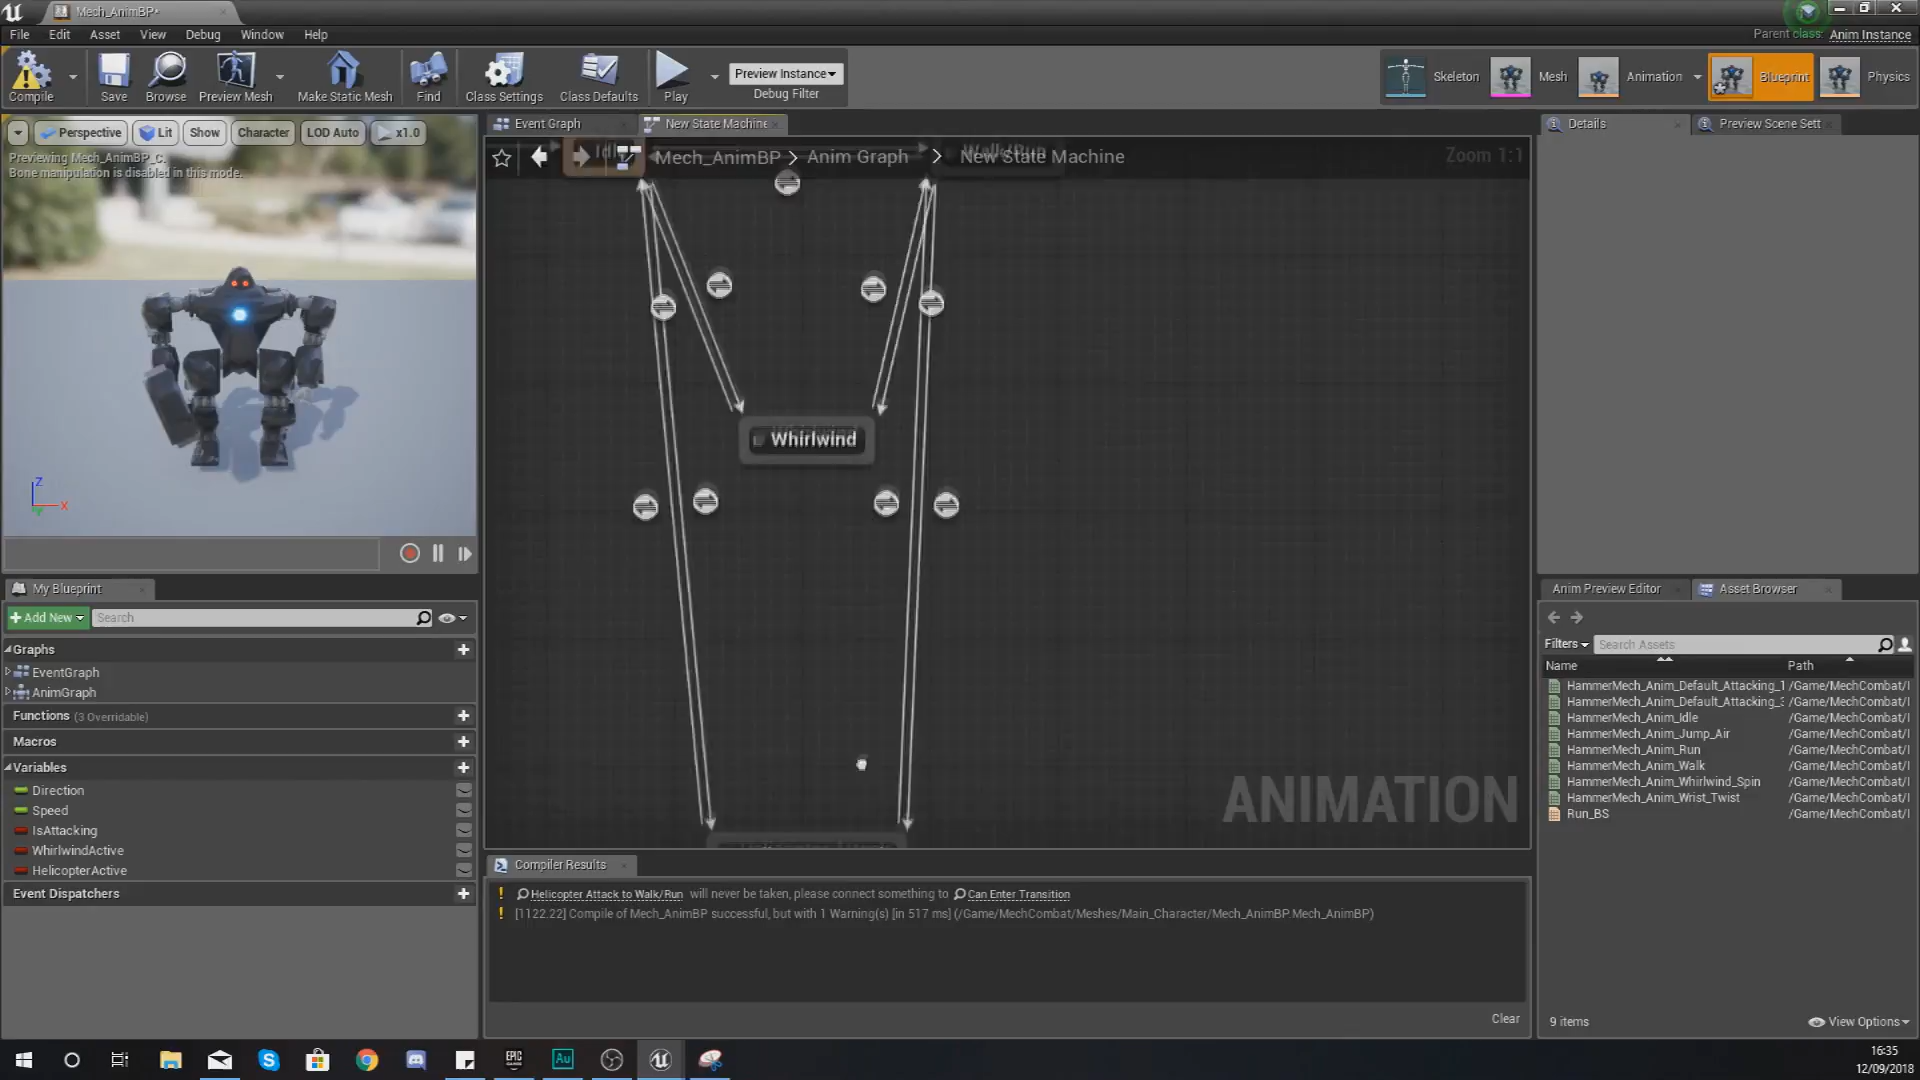 Mech_AnimBP*
File Edit Asset View Debug Window Help
Parent class: Anim Instance
Compile Save Browse Preview Mesh Make Static Mesh Find Class Settings Class Defaults Play
Preview Instance
Debug Filter
Skeleton Mesh Animation Blueprint Physics
Event Graph New State Machine
Details Preview Scene Sett
Perspective Lit Show Character LOD Auto x1.0
Previewing Mech_AnimBP_C.
Bone manipulation is disabled in this mode.
Idle
Walk/Run
Mech_AnimBP > Anim Graph > New State Machine
Zoom 1:1
Whirlwind
Z
X
ANIMATION
My Blueprint
Add New Search
Graphs
EventGraph
AnimGraph
Functions (3 Overridable)
Macros
Variables
Direction
Speed
IsAttacking
WhirlwindActive
HelicopterActive
Event Dispatchers
Compiler Results
Helicopter Attack to Walk/Run will never be taken, please connect something to Can Enter Transition
[1122.22] Compile of Mech_AnimBP successful, but with 1 Warning(s) [in 517 ms] (/Game/MechCombat/Meshes/Main_Character/Mech_AnimBP.Mech_AnimBP)
Clear
Anim Preview Editor Asset Browser
Filters Search Assets
Name Path
HammerMech_Anim_Default_Attacking_1 /Game/MechCombat/
HammerMech_Anim_Default_Attacking_3 /Game/MechCombat/
HammerMech_Anim_Idle /Game/MechCombat/
HammerMech_Anim_Jump_Air /Game/MechCombat/
HammerMech_Anim_Run /Game/MechCombat/
HammerMech_Anim_Walk /Game/MechCombat/
HammerMech_Anim_Whirlwind_Spin /Game/MechCombat/
HammerMech_Anim_Wrist_Twist /Game/MechCombat/
Run_BS /Game/MechCombat/
9 items
View Options
EPIC
Au
16:35
12/09/2018